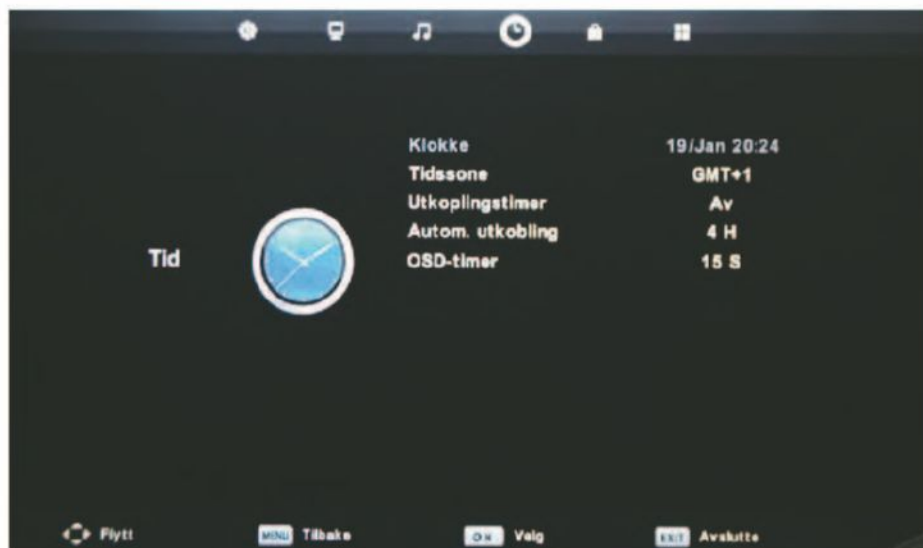 Klokke 19/Jan 20:24
Tidssone GMT+1
Utkoplingstimer Av
Autom. utkobling 4 H
Tid
OSD-timer 15 S
Flytt MENU Tilbake OK Velg EXIT Avslutte